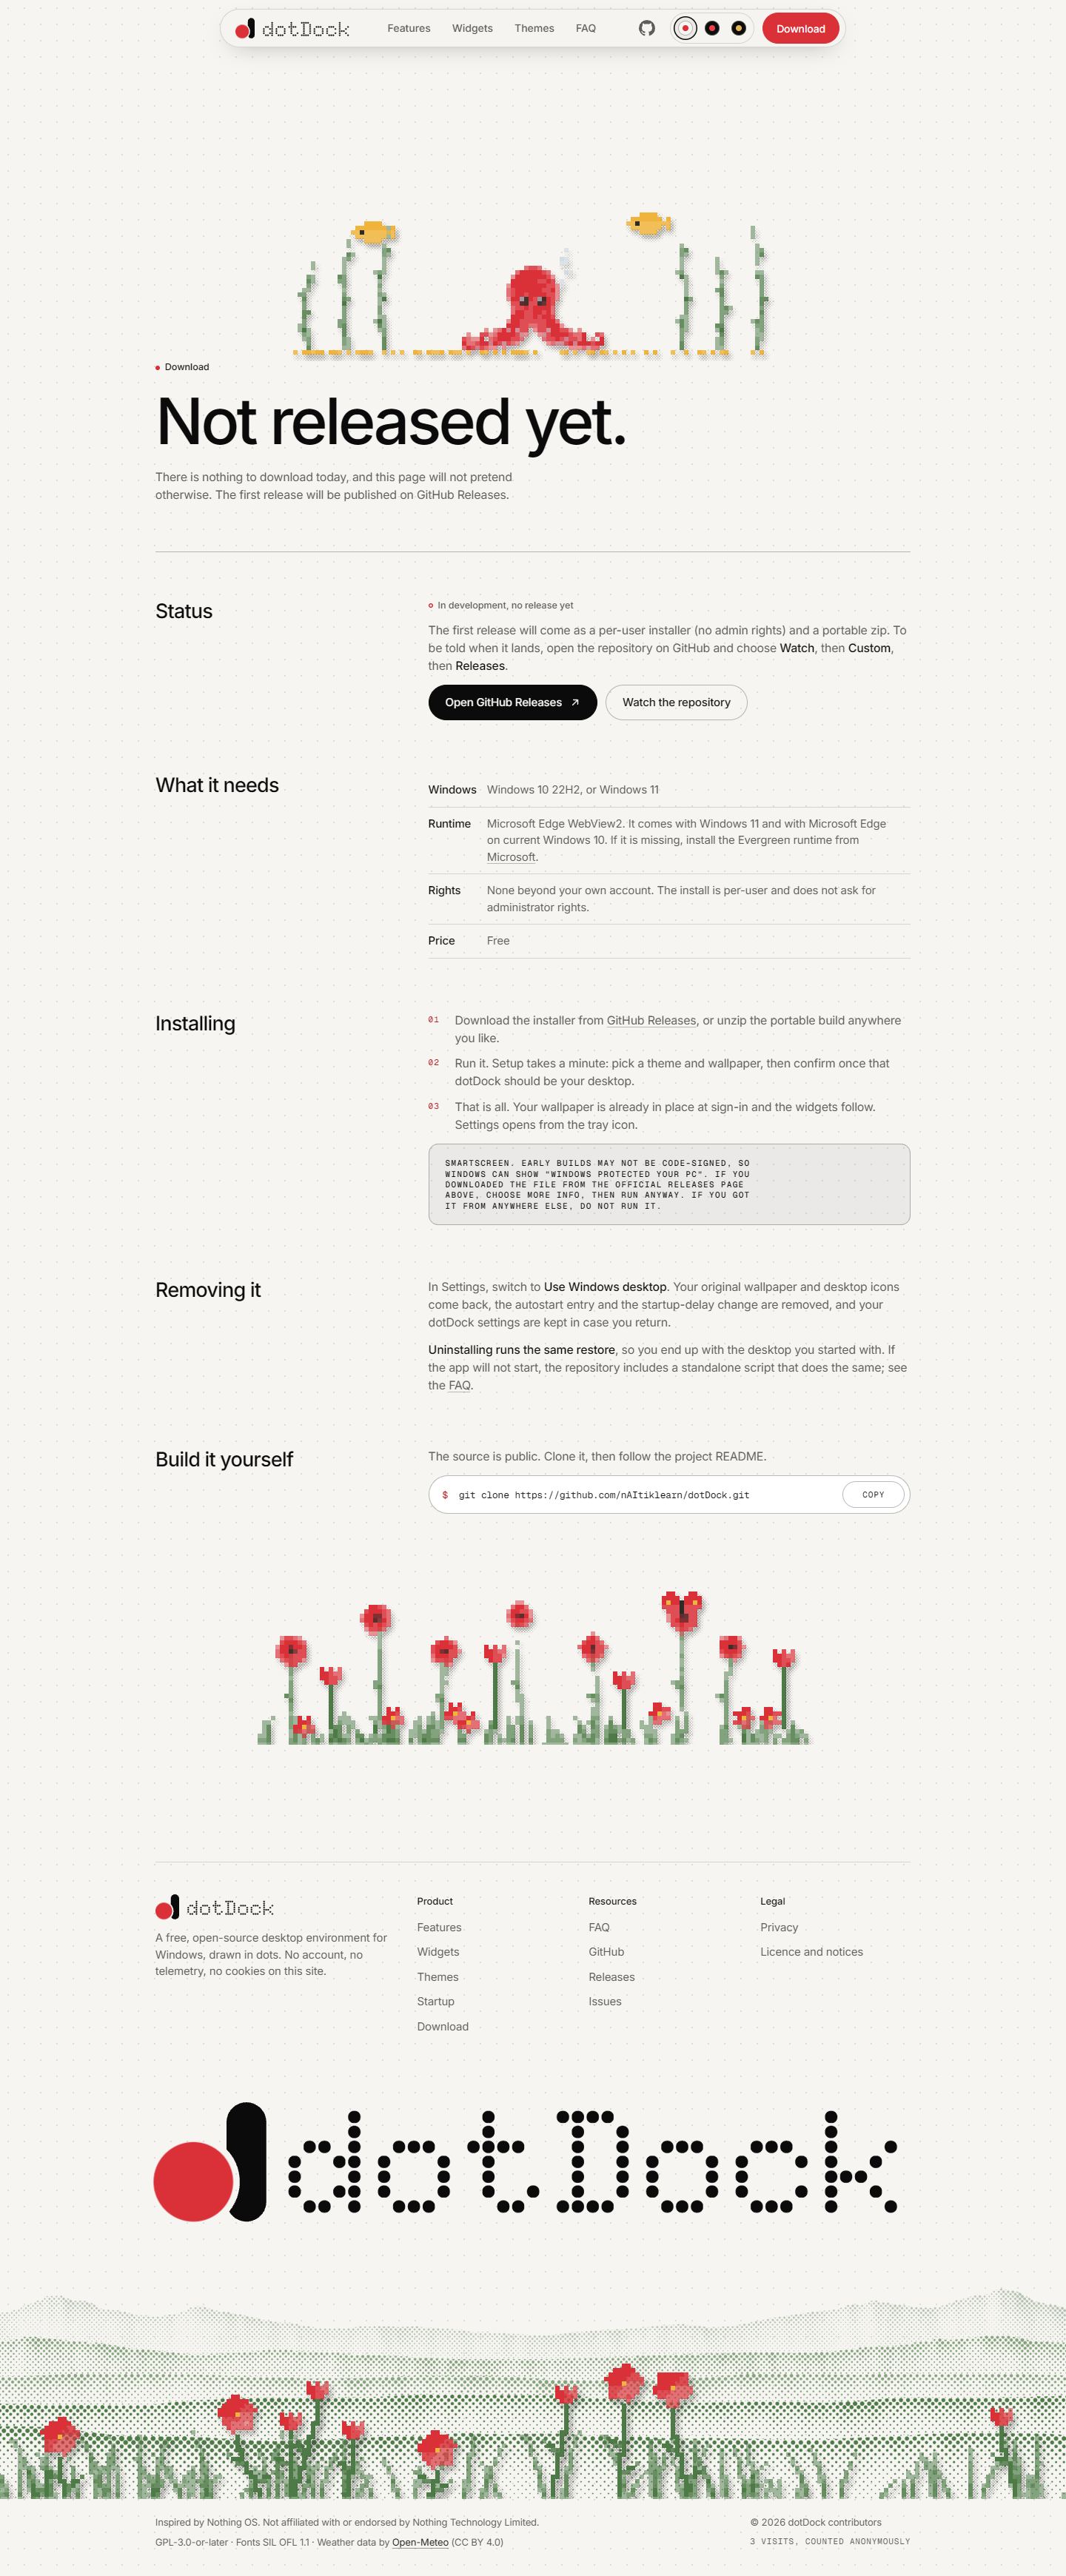 dotDock
Features
Widgets
Themes
FAQ
Download
Download
Not released yet.
There is nothing to download today, and this page will not pretend
otherwise. The first release will be published on GitHub Releases.
Status
In development, no release yet
The first release will come as a per-user installer (no admin rights) and a portable zip. To
be told when it lands, open the repository on GitHub and choose Watch, then Custom,
then Releases.
Open GitHub Releases ↗
Watch the repository
What it needs
Windows Windows 10 22H2, or Windows 11
Runtime Microsoft Edge WebView2. It comes with Windows 11 and with Microsoft Edge
on current Windows 10. If it is missing, install the Evergreen runtime from
Microsoft.
Rights None beyond your own account. The install is per-user and does not ask for
administrator rights.
Price Free
Installing
01 Download the installer from GitHub Releases, or unzip the portable build anywhere
you like.
02 Run it. Setup takes a minute: pick a theme and wallpaper, then confirm once that
dotDock should be your desktop.
03 That is all. Your wallpaper is already in place at sign-in and the widgets follow.
Settings opens from the tray icon.
SMARTSCREEN. EARLY BUILDS MAY NOT BE CODE-SIGNED, SO
WINDOWS CAN SHOW "WINDOWS PROTECTED YOUR PC". IF YOU
DOWNLOADED THE FILE FROM THE OFFICIAL RELEASES PAGE
ABOVE, CHOOSE MORE INFO, THEN RUN ANYWAY. IF YOU GOT
IT FROM ANYWHERE ELSE, DO NOT RUN IT.
Removing it
In Settings, switch to Use Windows desktop. Your original wallpaper and desktop icons
come back, the autostart entry and the startup-delay change are removed, and your
dotDock settings are kept in case you return.
Uninstalling runs the same restore, so you end up with the desktop you started with. If
the app will not start, the repository includes a standalone script that does the same; see
the FAQ.
Build it yourself
The source is public. Clone it, then follow the project README.
$ git clone https://github.com/nAItiklearn/dotDock.git
COPY
dotDock
A free, open-source desktop environment for
Windows, drawn in dots. No account, no
telemetry, no cookies on this site.
Product
Features
Widgets
Themes
Startup
Download
Resources
FAQ
GitHub
Releases
Issues
Legal
Privacy
Licence and notices
dotDock
Inspired by Nothing OS. Not affiliated with or endorsed by Nothing Technology Limited.
GPL-3.0-or-later · Fonts SIL OFL 1.1 · Weather data by Open-Meteo (CC BY 4.0)
© 2026 dotDock contributors
3 VISITS, COUNTED ANONYMOUSLY